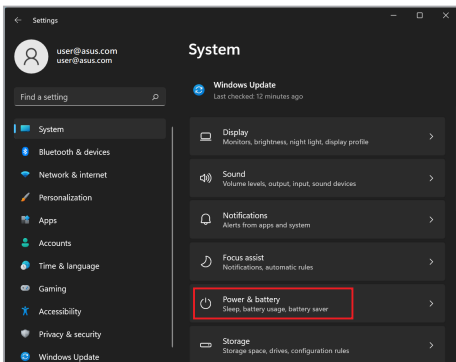 Settings
user@asus.com
user@asus.com
Find a setting
System
Bluetooth & devices
Network & internet
Personalization
Apps
Accounts
Time & language
Gaming
Accessibility
Privacy & security
Windows Update
System
Windows Update
Last checked: 12 minutes ago
Display
Monitors, brightness, night light, display profile
Sound
Volume levels, output, input, sound devices
Notifications
Alerts from apps and system
Focus assist
Notifications, automatic rules
Power & battery
Sleep, battery usage, battery saver
Storage
Storage space, drives, configuration rules